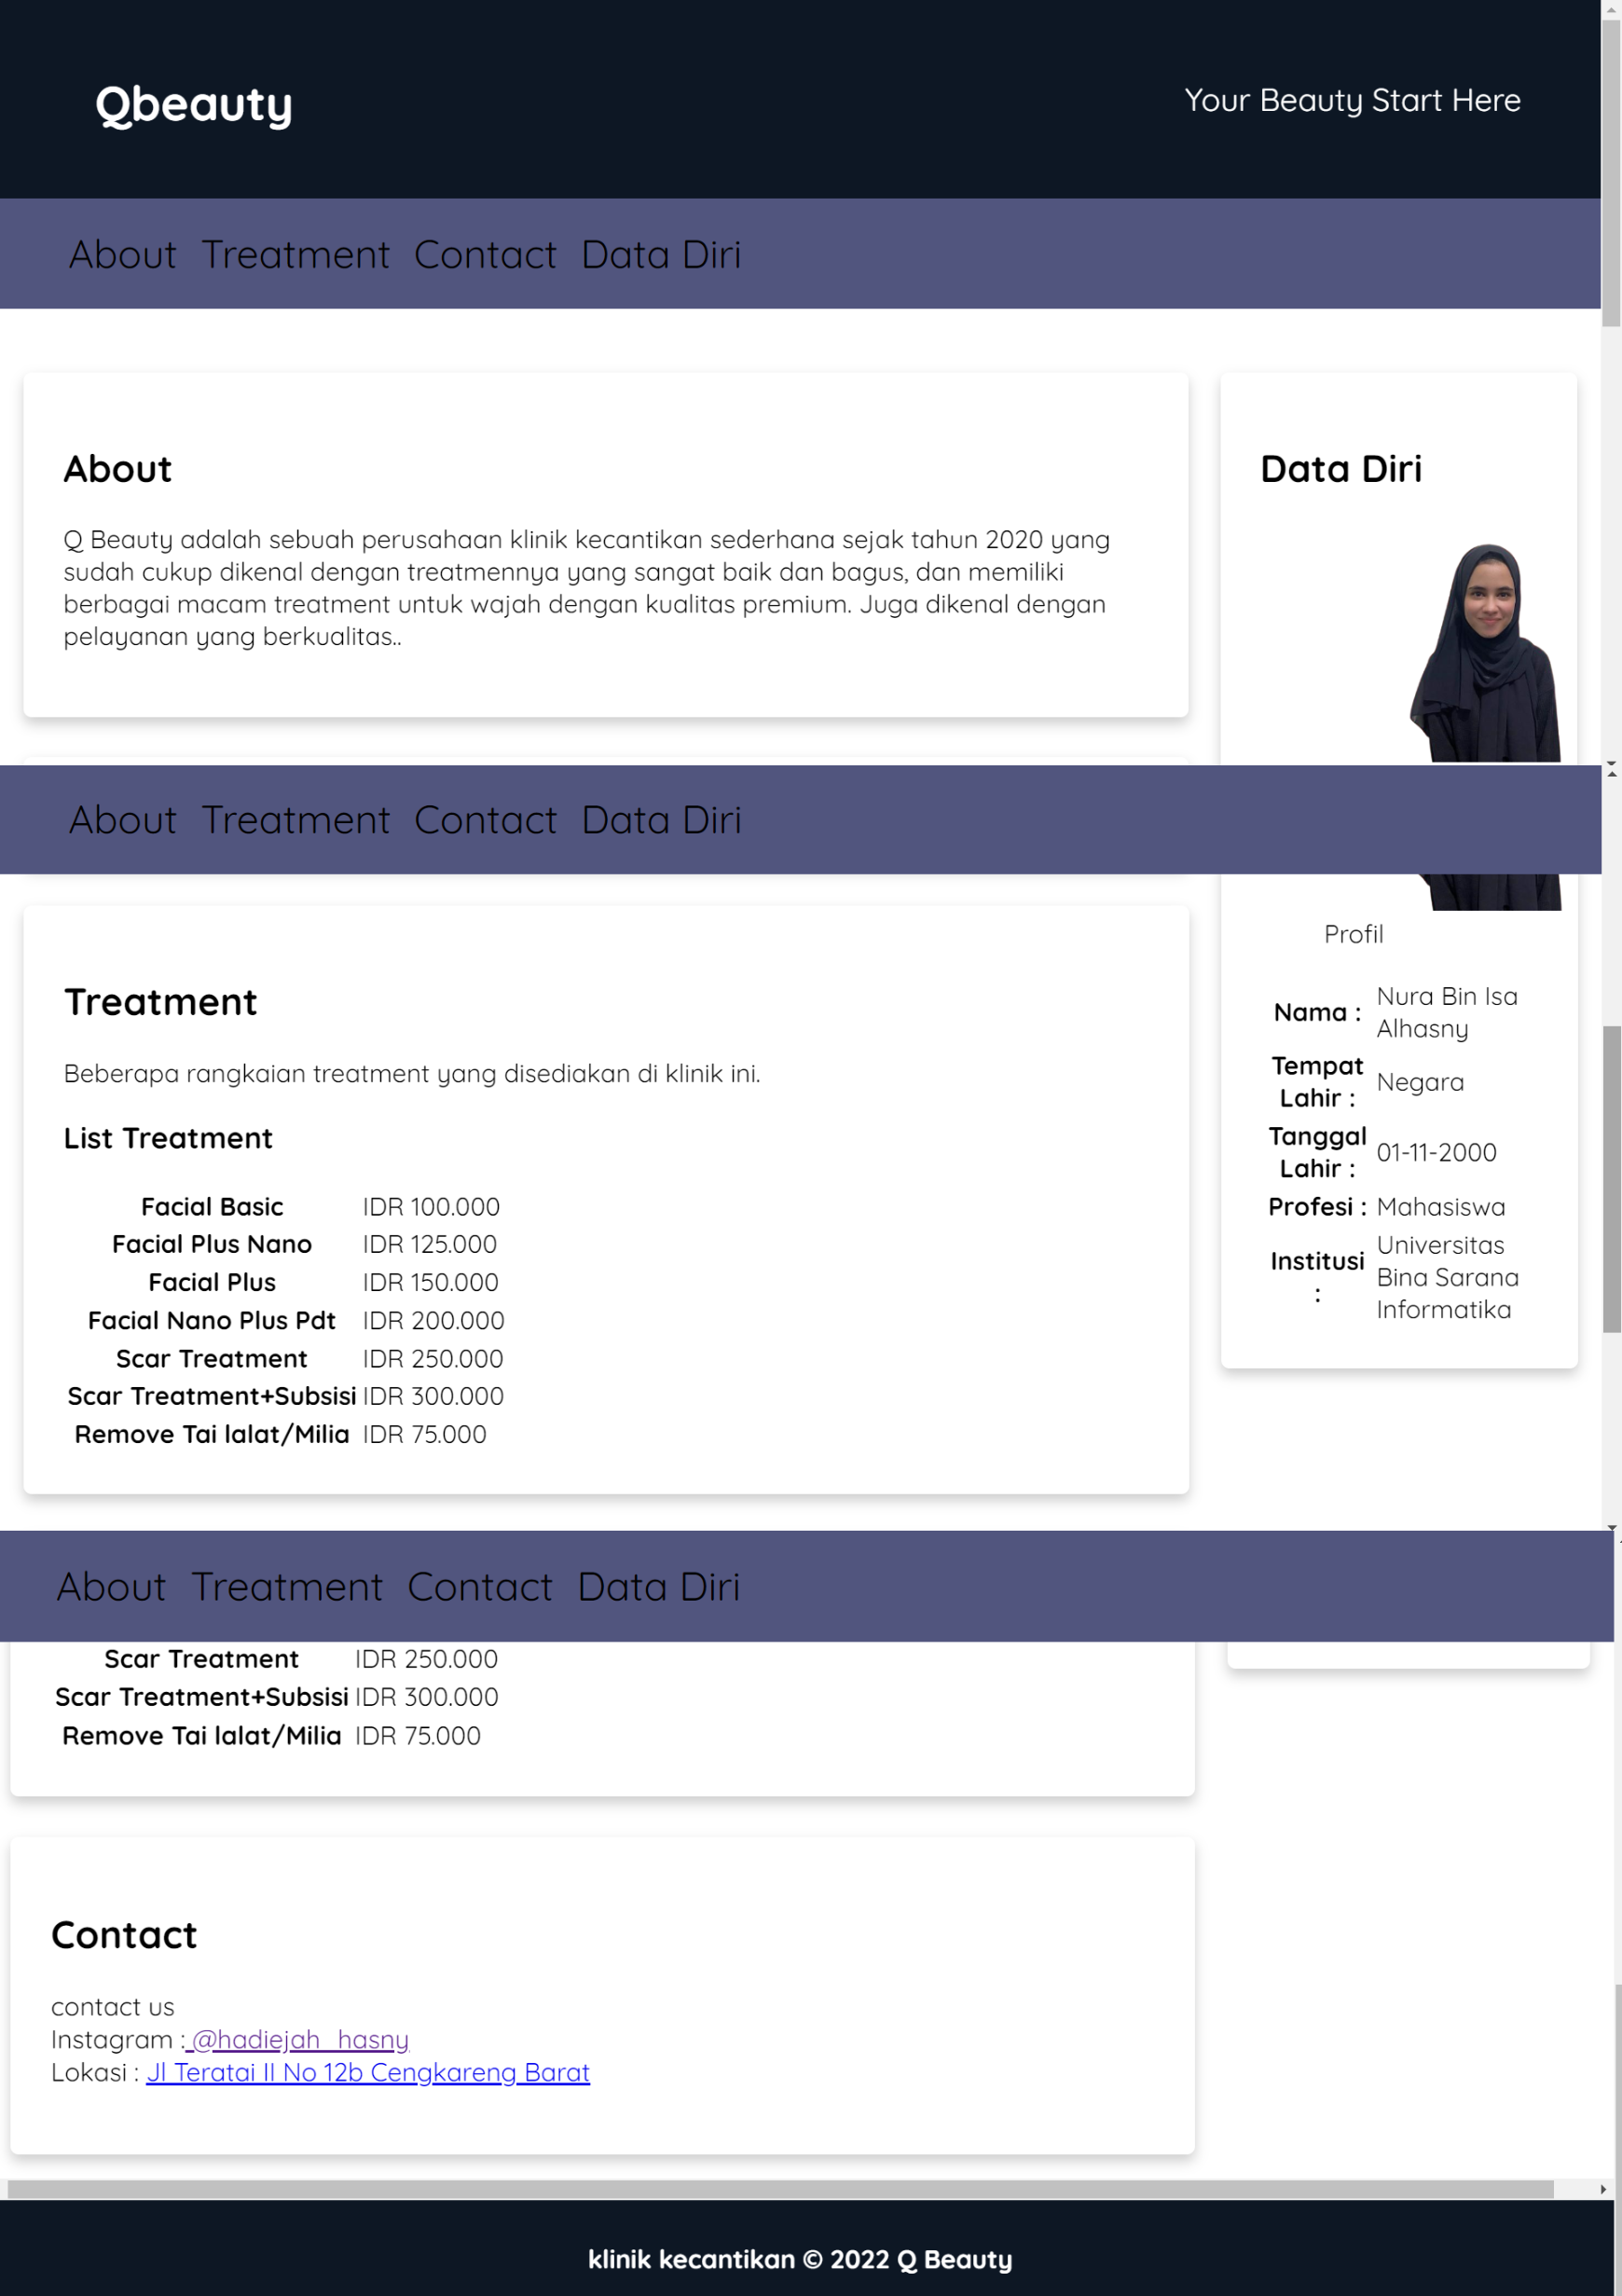 Qbeauty
Your Beauty Start Here
About Treatment Contact Data Diri
About
Q Beauty adalah sebuah perusahaan klinik kecantikan sederhana sejak tahun 2020 yang
sudah cukup dikenal dengan treatmennya yang sangat baik dan bagus, dan memiliki
berbagai macam treatment untuk wajah dengan kualitas premium. Juga dikenal dengan
pelayanan yang berkualitas..
Data Diri
About Treatment Contact Data Diri
Treatment
Beberapa rangkaian treatment yang disediakan di klinik ini.
List Treatment
Facial Basic IDR 100.000
Facial Plus Nano IDR 125.000
Facial Plus IDR 150.000
Facial Nano Plus Pdt IDR 200.000
Scar Treatment IDR 250.000
Scar Treatment+Subsisi IDR 300.000
Remove Tai lalat/Milia IDR 75.000
Profil
Nama : Nura Bin Isa
Alhasny
Tempat
Lahir : Negara
Tanggal
Lahir : 01-11-2000
Profesi : Mahasiswa
Institusi
: Universitas
Bina Sarana
Informatika
About Treatment Contact Data Diri
Scar Treatment IDR 250.000
Scar Treatment+Subsisi IDR 300.000
Remove Tai lalat/Milia IDR 75.000
Contact
contact us
Instagram : @hadiejah_hasny
Lokasi : Jl Teratai II No 12b Cengkareng Barat
klinik kecantikan © 2022 Q Beauty